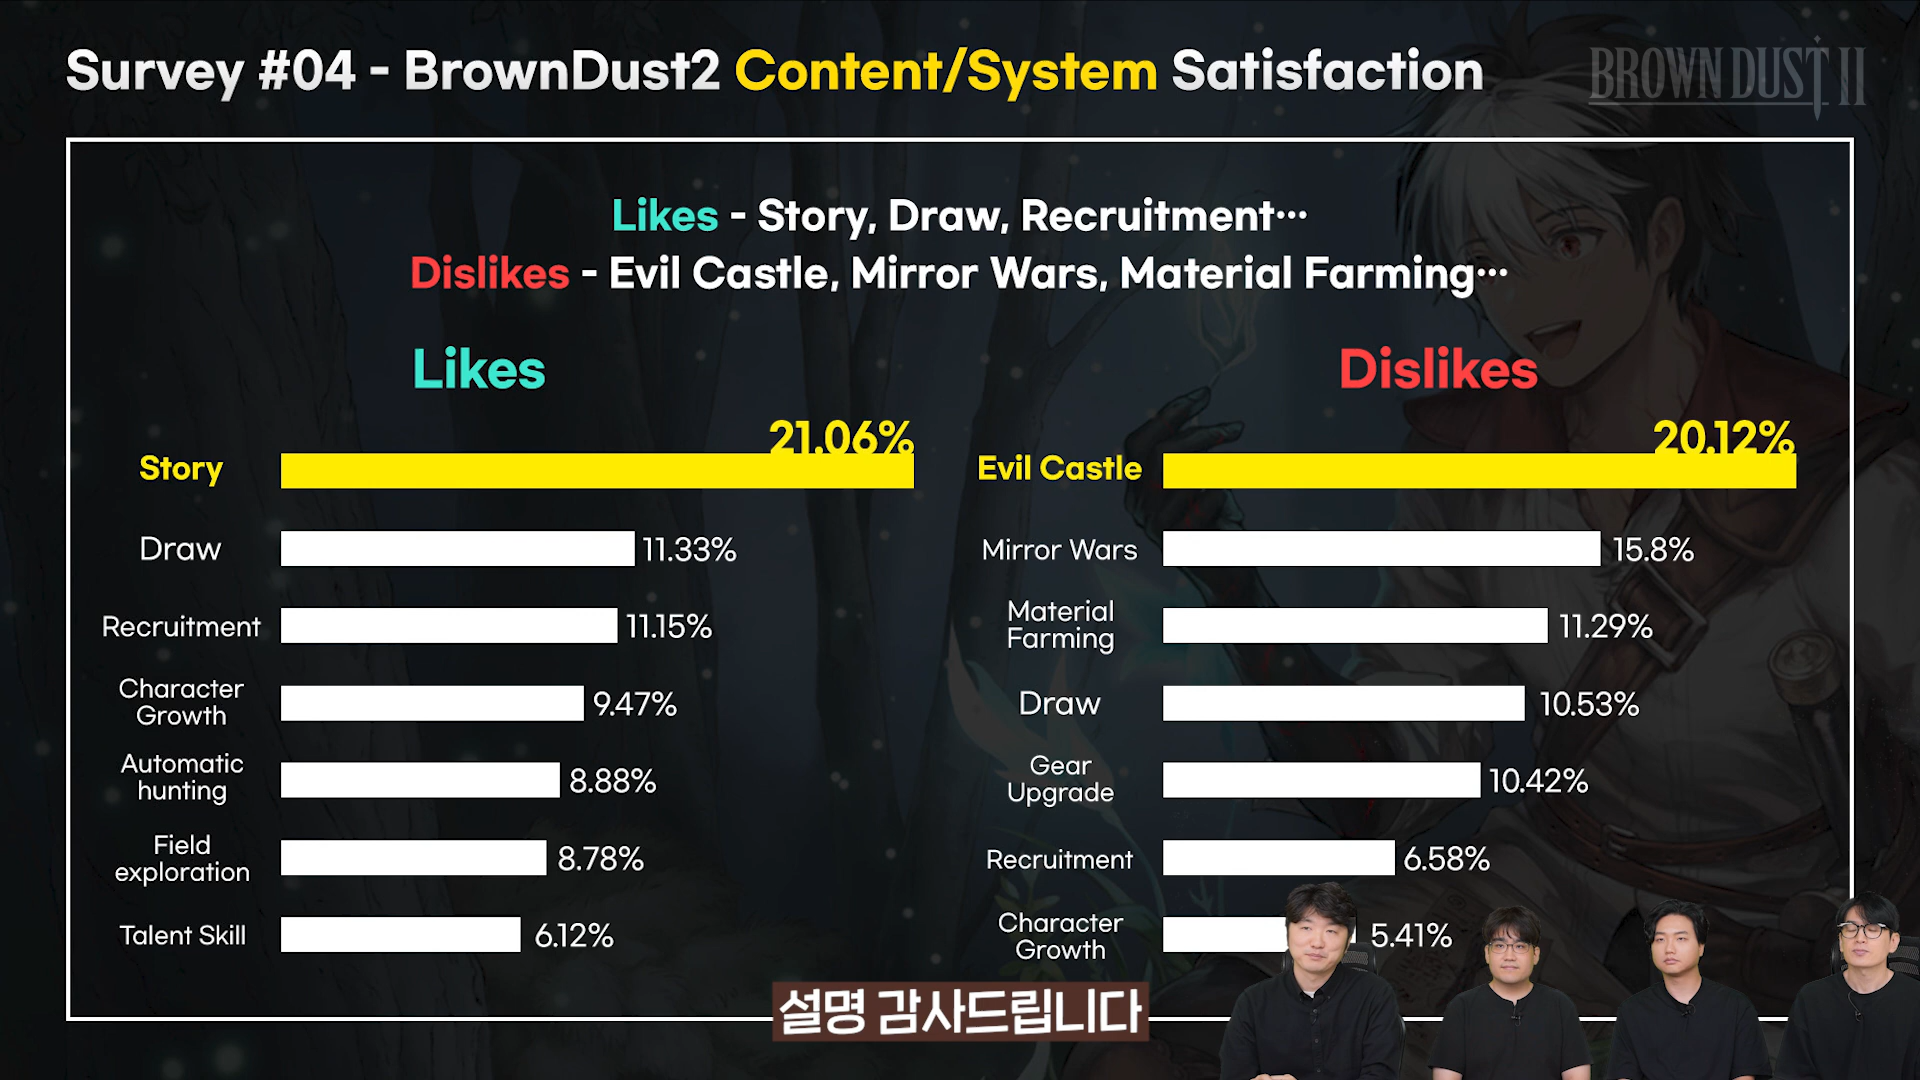 Survey #04 - BrownDust2 Content/System Satisfaction
BROWN DUST II
Likes - Story, Draw, Recruitment···
Dislikes - Evil Castle, Mirror Wars, Material Farming···
Likes
Story 21.06%
Draw 11.33%
Recruitment 11.15%
Character
Growth 9.47%
Automatic
hunting 8.88%
Field
exploration 8.78%
Talent Skill 6.12%
Dislikes
Evil Castle 20.12%
Mirror Wars 15.8%
Material
Farming 11.29%
Draw 10.53%
Gear
Upgrade 10.42%
Recruitment 6.58%
Character
Growth 5.41%
설명 감사드립니다